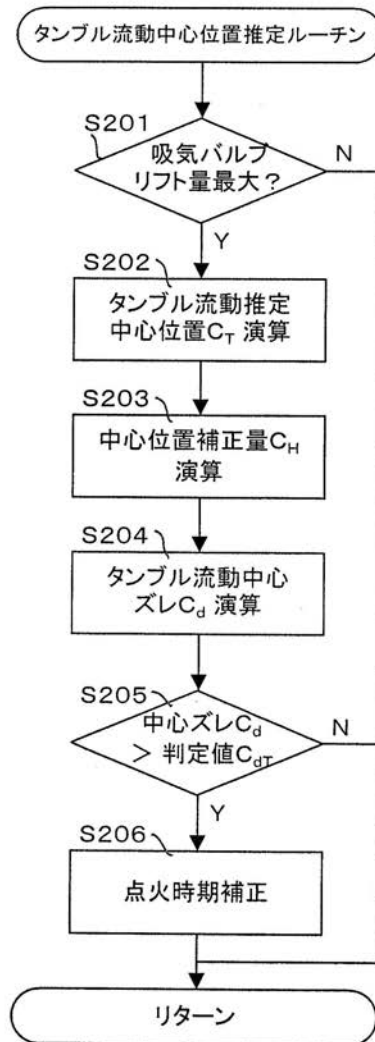 タンブル流動中心位置推定ルーチン
S201
吸気バルブ
リフト量最大？
N
Y
S202
タンブル流動推定
中心位置CT 演算
S203
中心位置補正量CH
演算
S204
タンブル流動中心
ズレCd 演算
S205
中心ズレCd
＞ 判定値CdT
N
Y
S206
点火時期補正
リターン